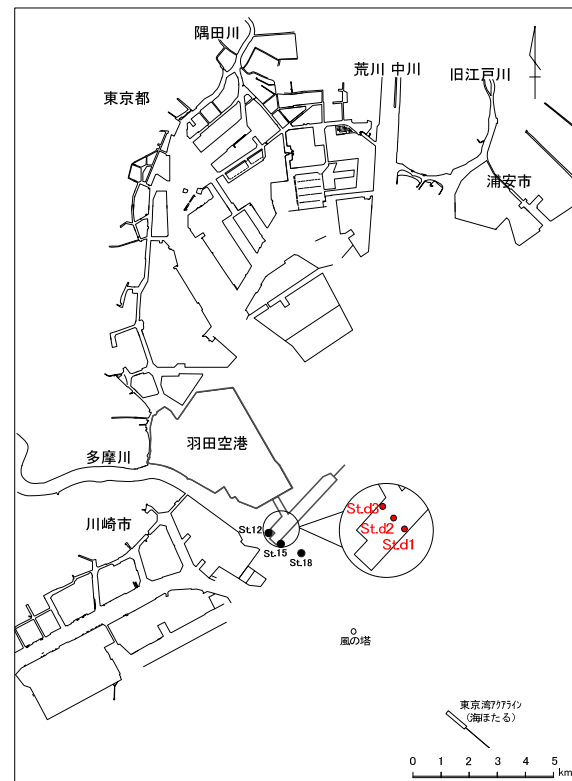 隅田川
荒川 中川
旧江戸川
東京都
浦安市
羽田空港
多摩川
川崎市
St.d3
St.d2
St.d1
St.12
St.15
St.18
風の塔
東京湾アクアライン
(海ほたる)
0 1 2 3 4 5
km